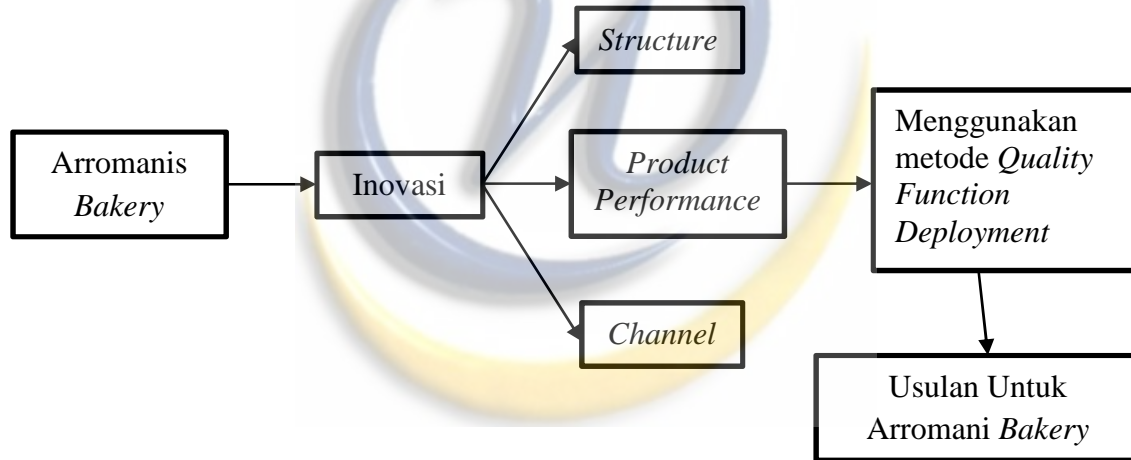 Structure
Arromanis
Bakery
Inovasi
Product
Performance
Menggunakan
metode Quality
Function
Deployment
Channel
Usulan Untuk
Arromani Bakery